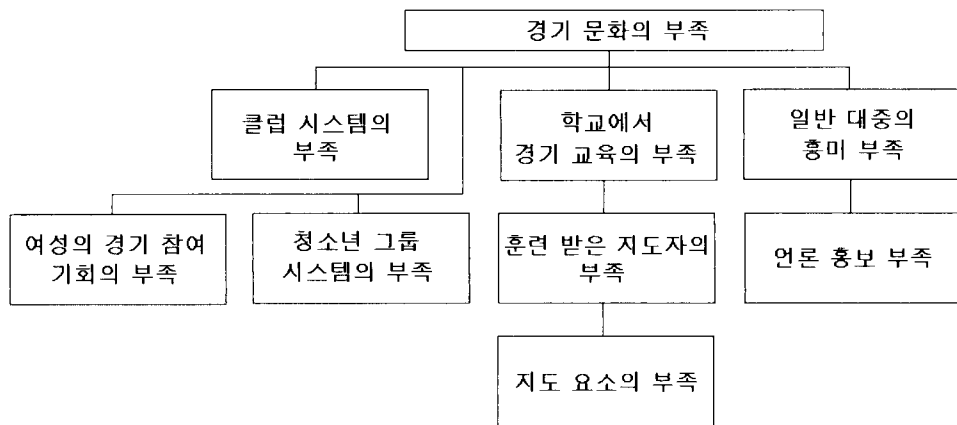 경기 문화의 부족
클럽 시스템의
부족
학교에서
경기 교육의 부족
일반 대중의
흥미 부족
여성의 경기 참여
기회의 부족
청소년 그룹
시스템의 부족
훈련 받은 지도자의
부족
언론 홍보 부족
지도 요소의 부족